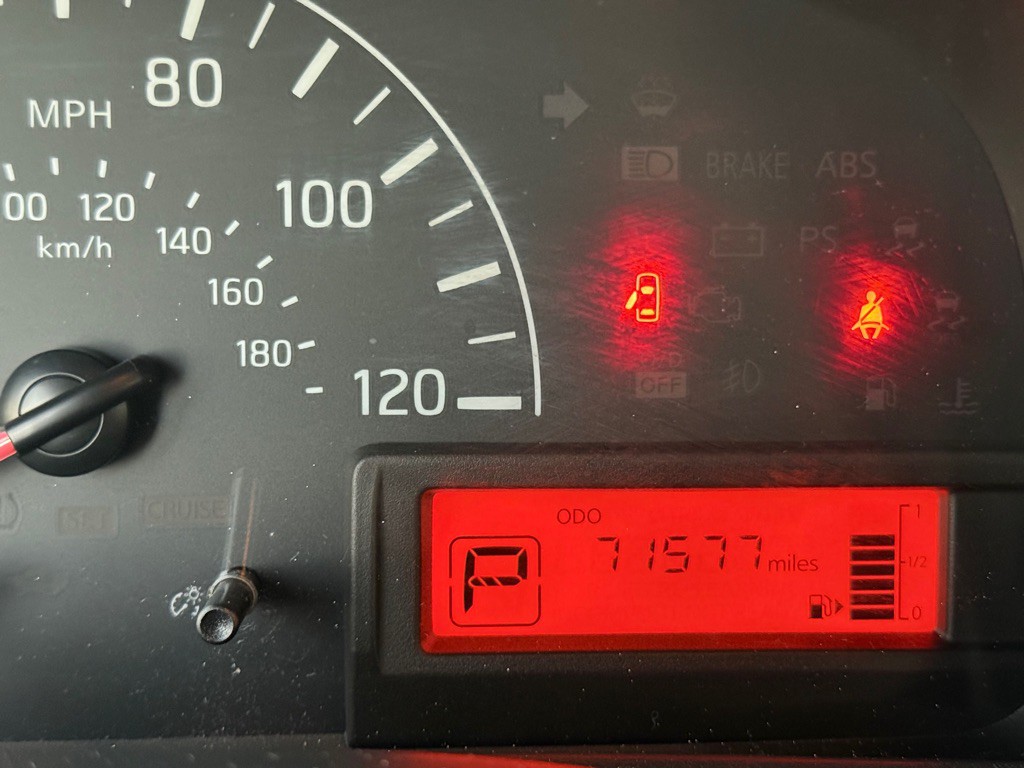 80
MPH
100
00 120
140
km/h
160
180
120
BRAKE ABS
PS
OFF
SET
CRUISE
ODO
P
71577 miles
1
1/2
0